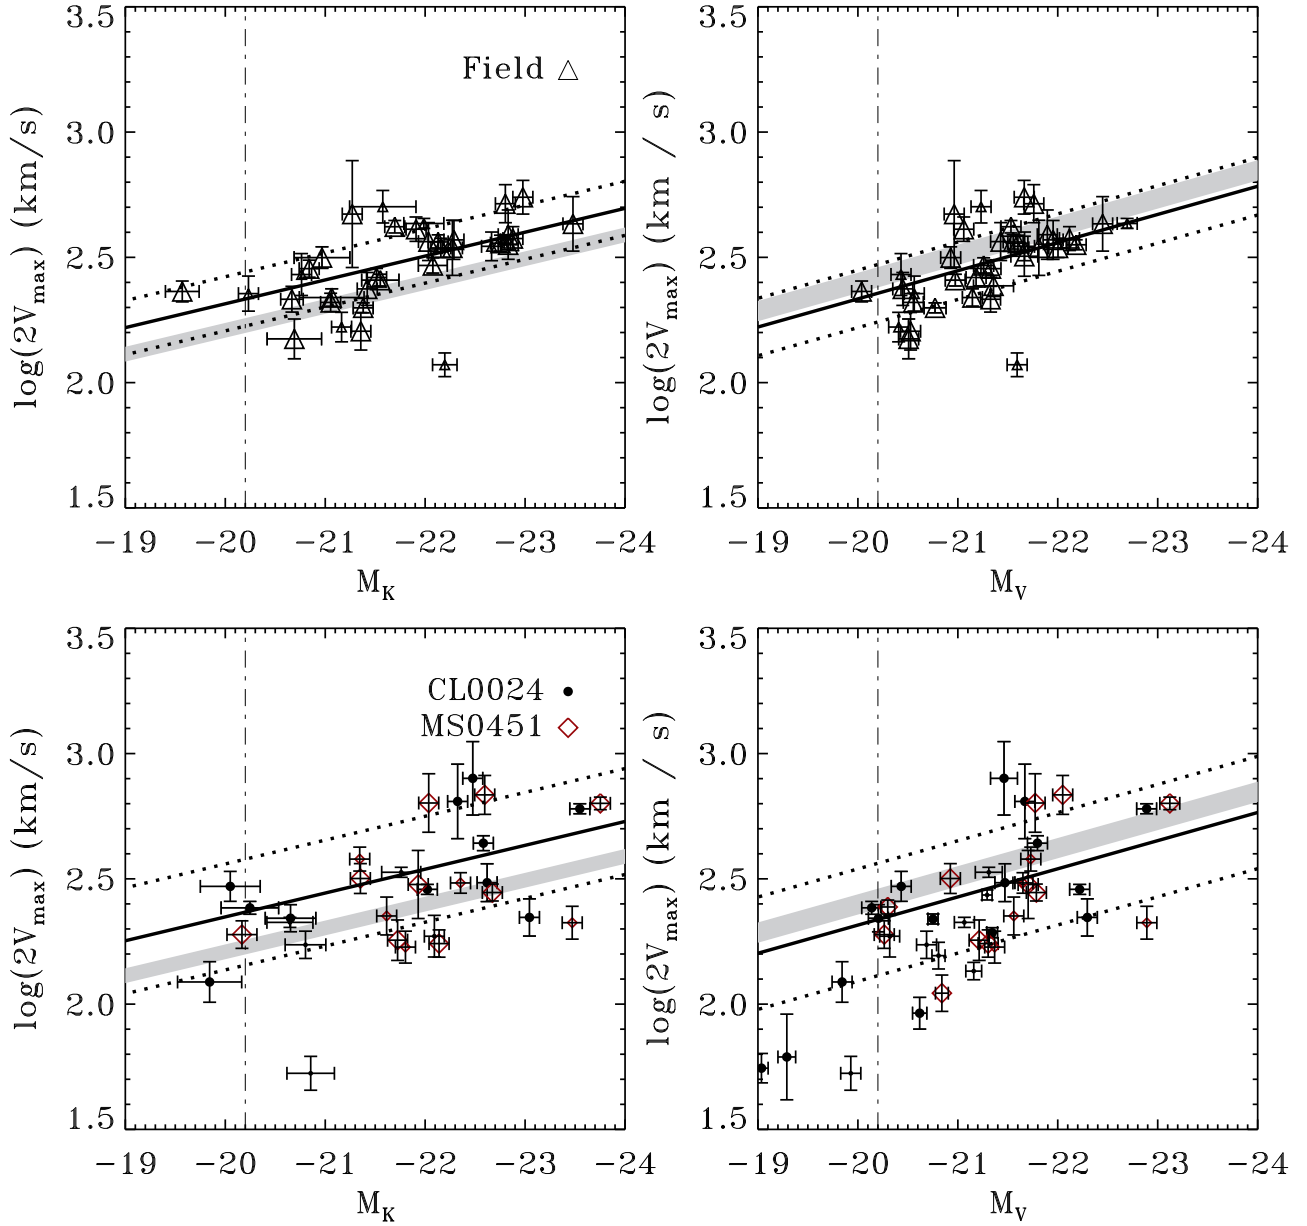 3.5
3.0
2.5
2.0
1.5
log(2V_max) (km/s)
Field △
-19 -20 -21 -22 -23 -24
M_K
3.5
3.0
2.5
2.0
1.5
log(2V_max) (km / s)
-19 -20 -21 -22 -23 -24
M_V
3.5
3.0
2.5
2.0
1.5
log(2V_max) (km/s)
CL0024 ●
MS0451 ◇
-19 -20 -21 -22 -23 -24
M_K
3.5
3.0
2.5
2.0
1.5
log(2V_max) (km / s)
-19 -20 -21 -22 -23 -24
M_V